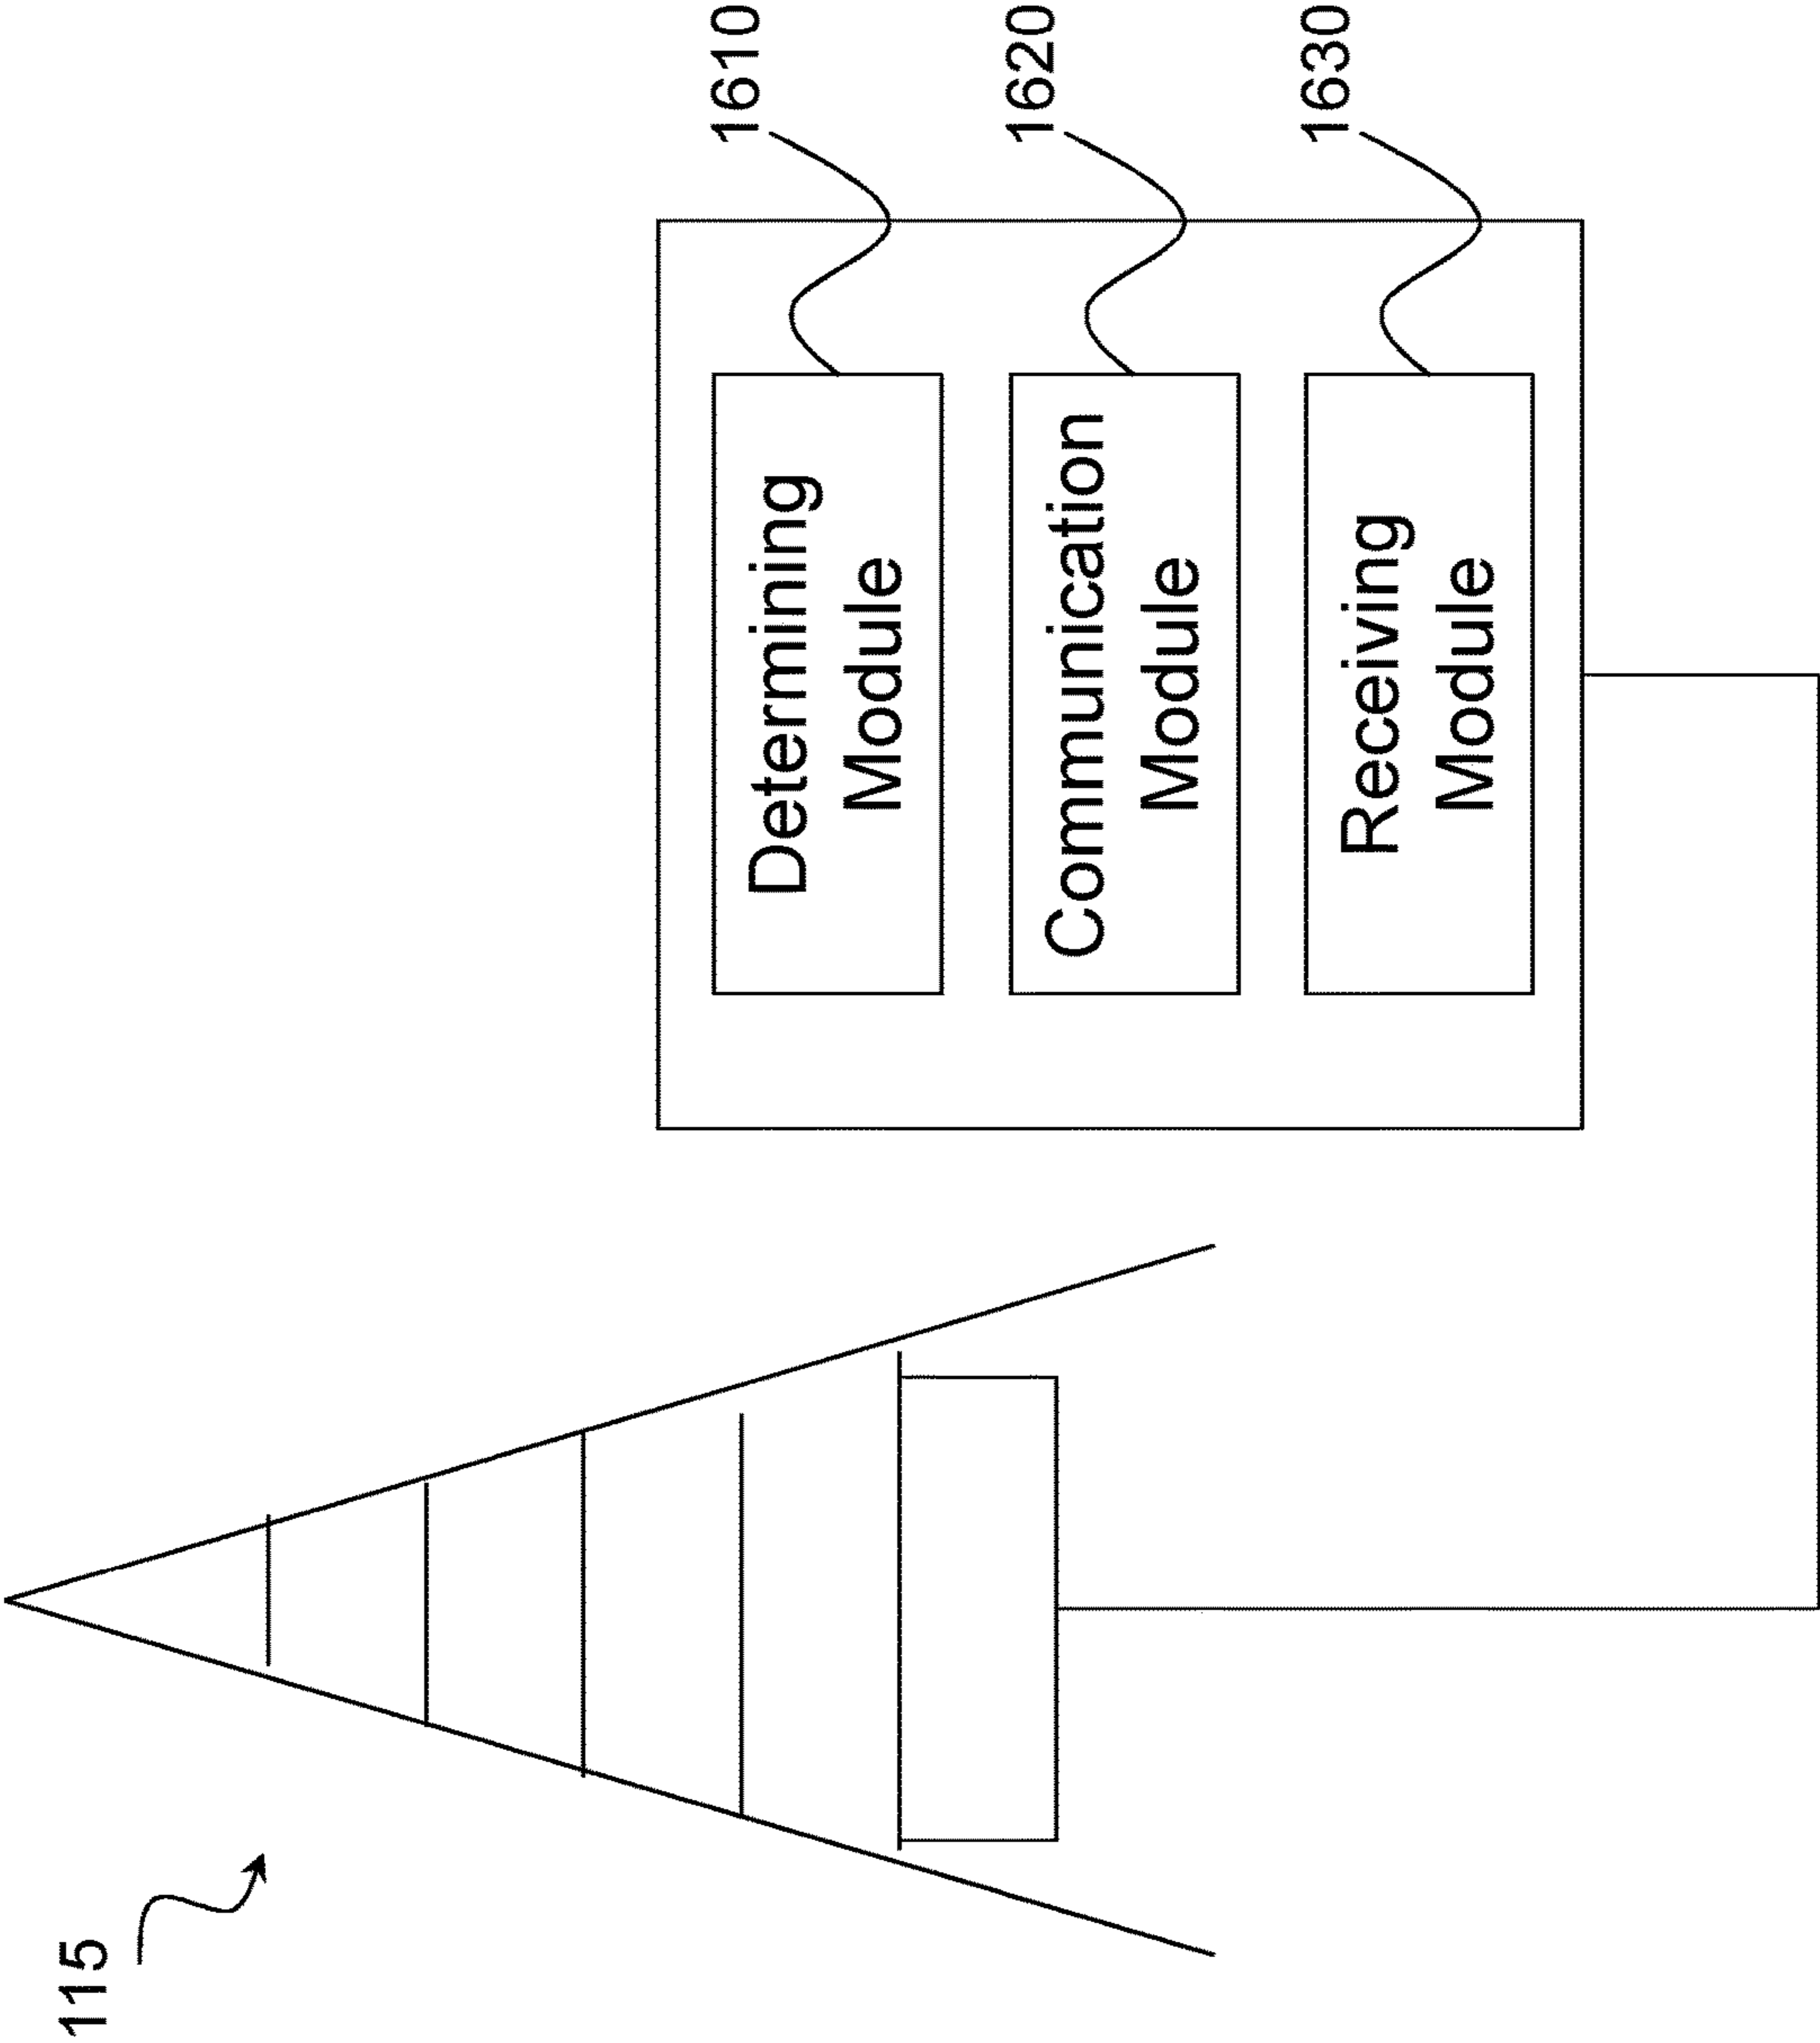 115
Determining
Module
1610
Communication
Module
1620
Receiving
Module
1630